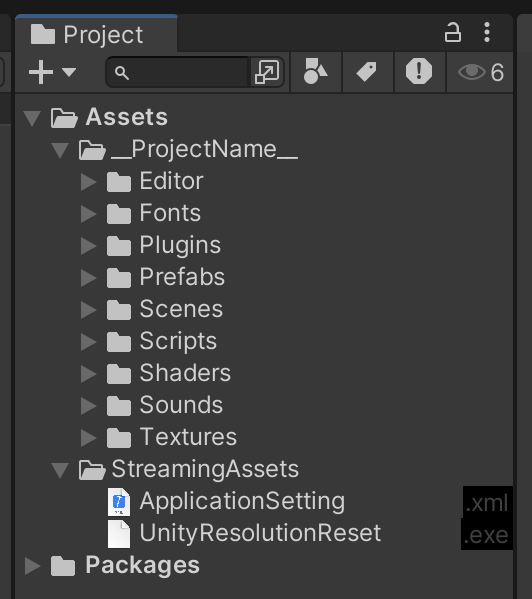 Project
6
Assets
__ProjectName__
Editor
Fonts
Plugins
Prefabs
Scenes
Scripts
Shaders
Sounds
Textures
StreamingAssets
ApplicationSetting .xml
UnityResolutionReset .exe
Packages